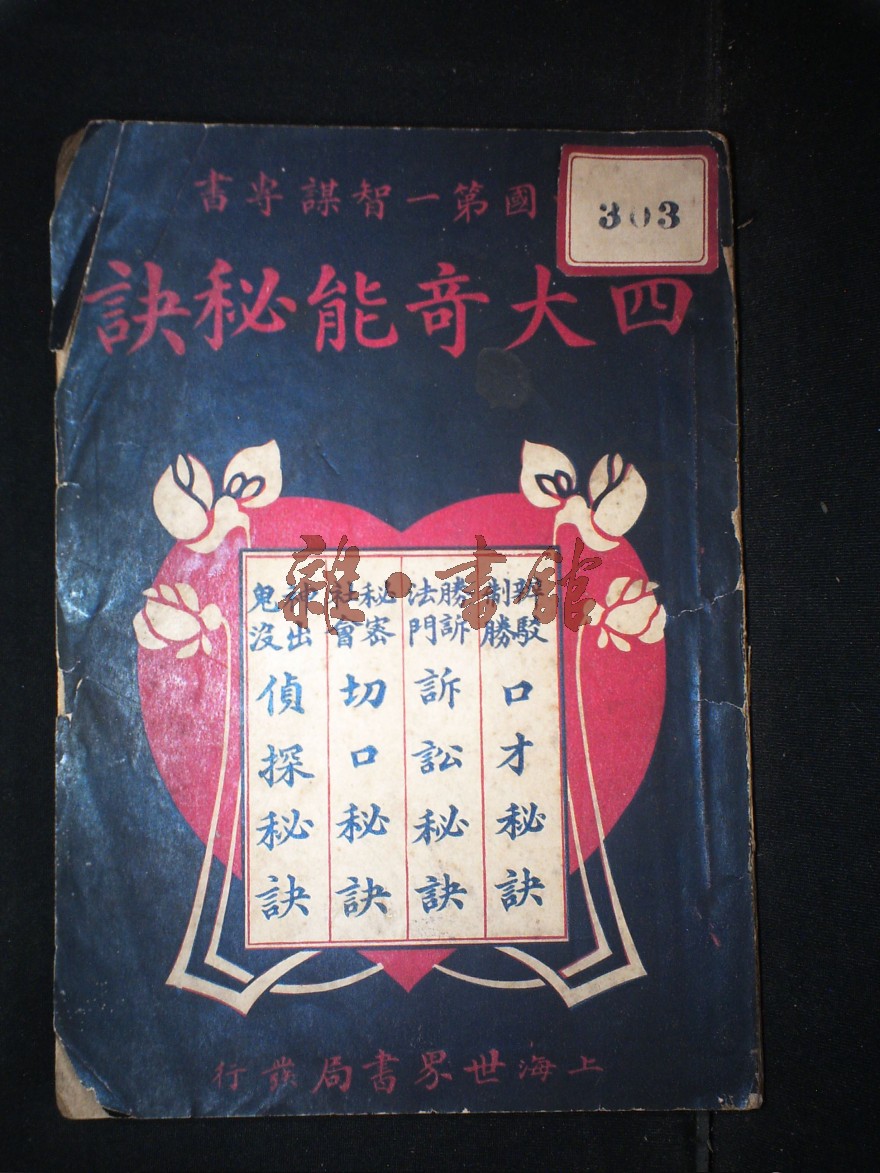 303
國第一智謀專書
四大奇能秘訣
辯駁制勝
口才秘訣
勝訴法門
訴訟秘訣
秘密社會
切口秘訣
神出鬼沒
偵探秘訣
雜·書館
上海世界書局發行